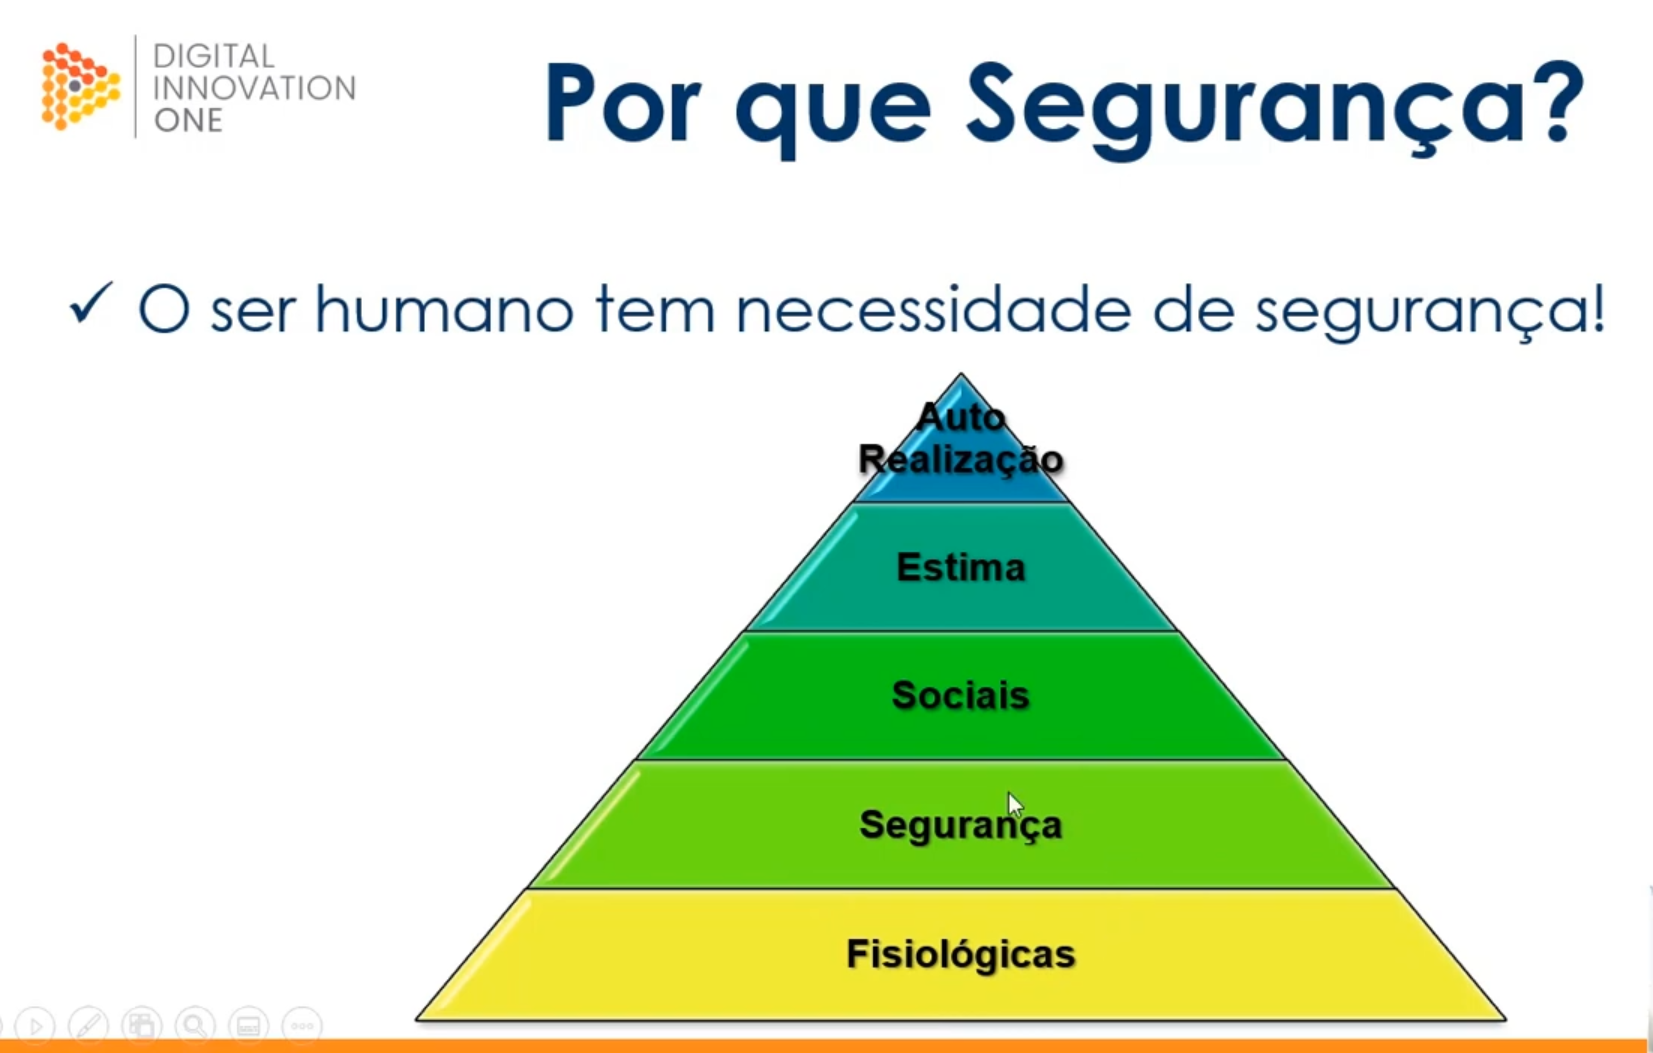 DIGITAL
INNOVATION
ONE
Por que Segurança?
✓ O ser humano tem necessidade de segurança!
Auto
Realização
Estima
Sociais
Segurança
Fisiológicas